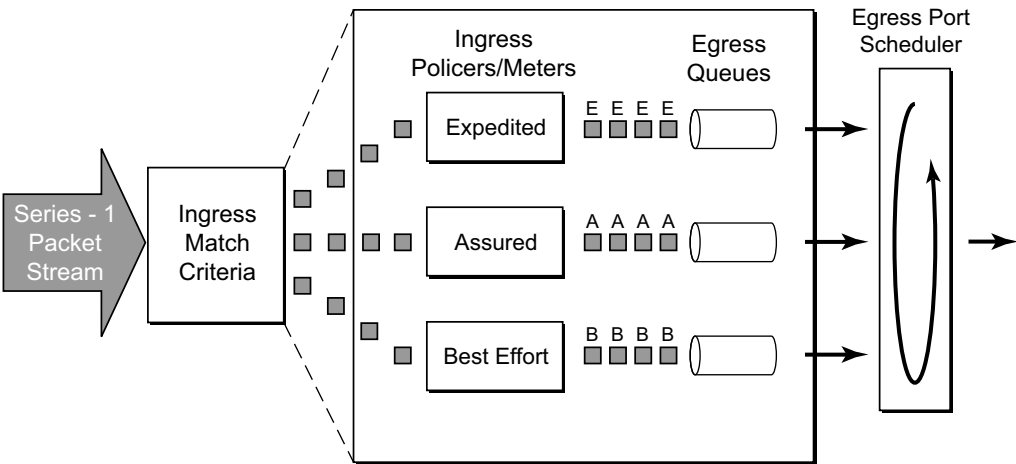 Series - 1
Packet
Stream
Ingress
Match
Criteria
Ingress
Policers/Meters
Egress
Queues
Egress Port
Scheduler
Expedited
E E E E
Assured
A A A A
Best Effort
B B B B